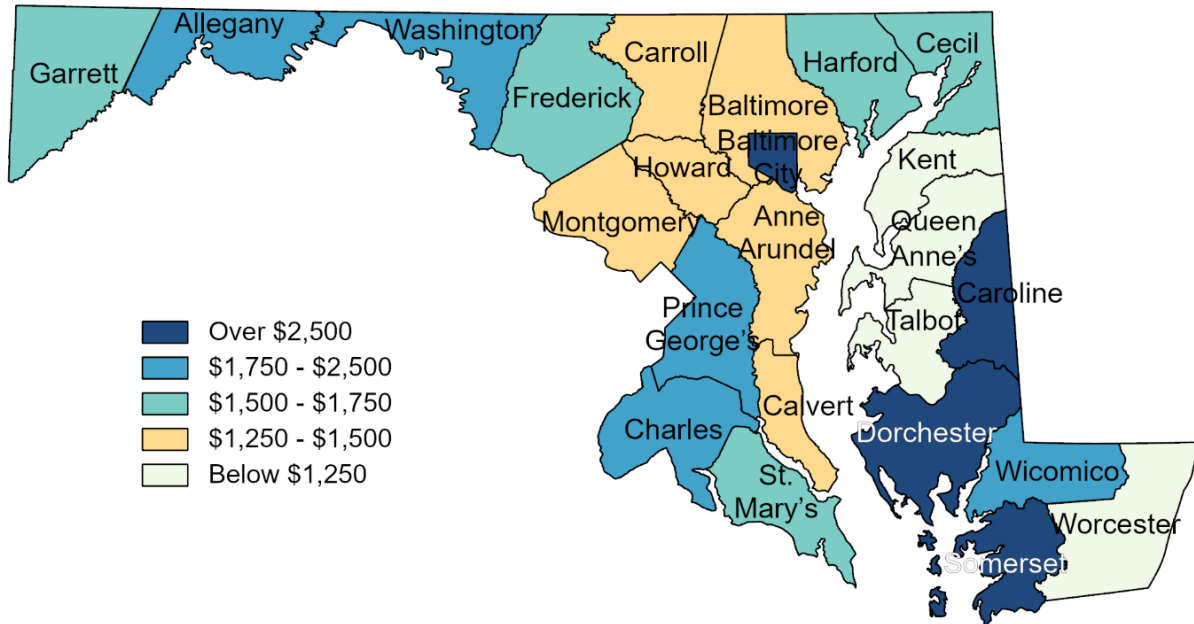 Allegany
Washington
Garrett
Frederick
Carroll
Harford
Cecil
Baltimore
Baltimore
City
Howard
Montgomery
Anne
Arundel
Kent
Queen
Anne's
Caroline
Talbot
Prince
George's
Calvert
Charles
St.
Mary's
Dorchester
Wicomico
Worcester
Somerset
Over $2,500
$1,750 - $2,500
$1,500 - $1,750
$1,250 - $1,500
Below $1,250